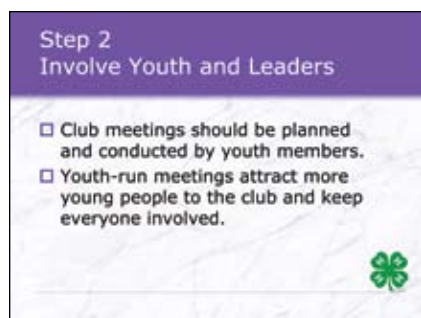 Step 2
Involve Youth and Leaders
Club meetings should be planned
and conducted by youth members.
Youth-run meetings attract more
young people to the club and keep
everyone involved.